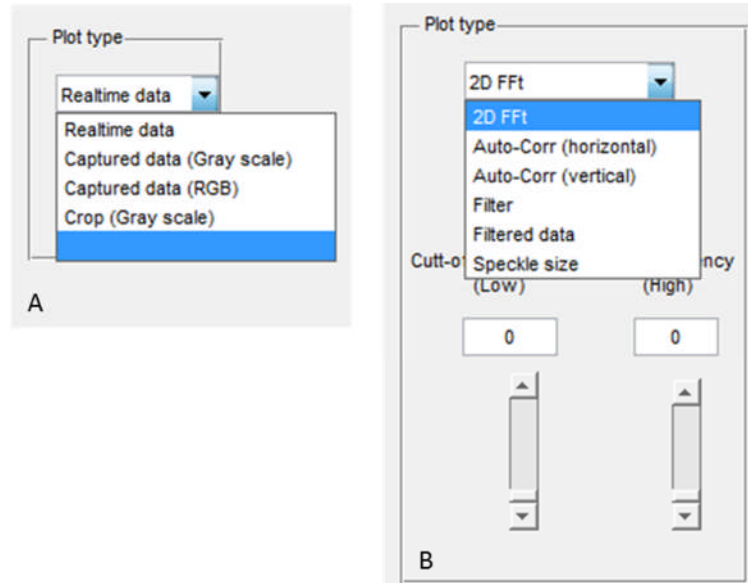 Plot type
Realtime data
Realtime data
Captured data (Gray scale)
Captured data (RGB)
Crop (Gray scale)
A
Plot type
2D FFt
2D FFt
Auto-Corr (horizontal)
Auto-Corr (vertical)
Filter
Filtered data
Speckle size
Cutt-o ncy
(Low) (High)
0 0
B